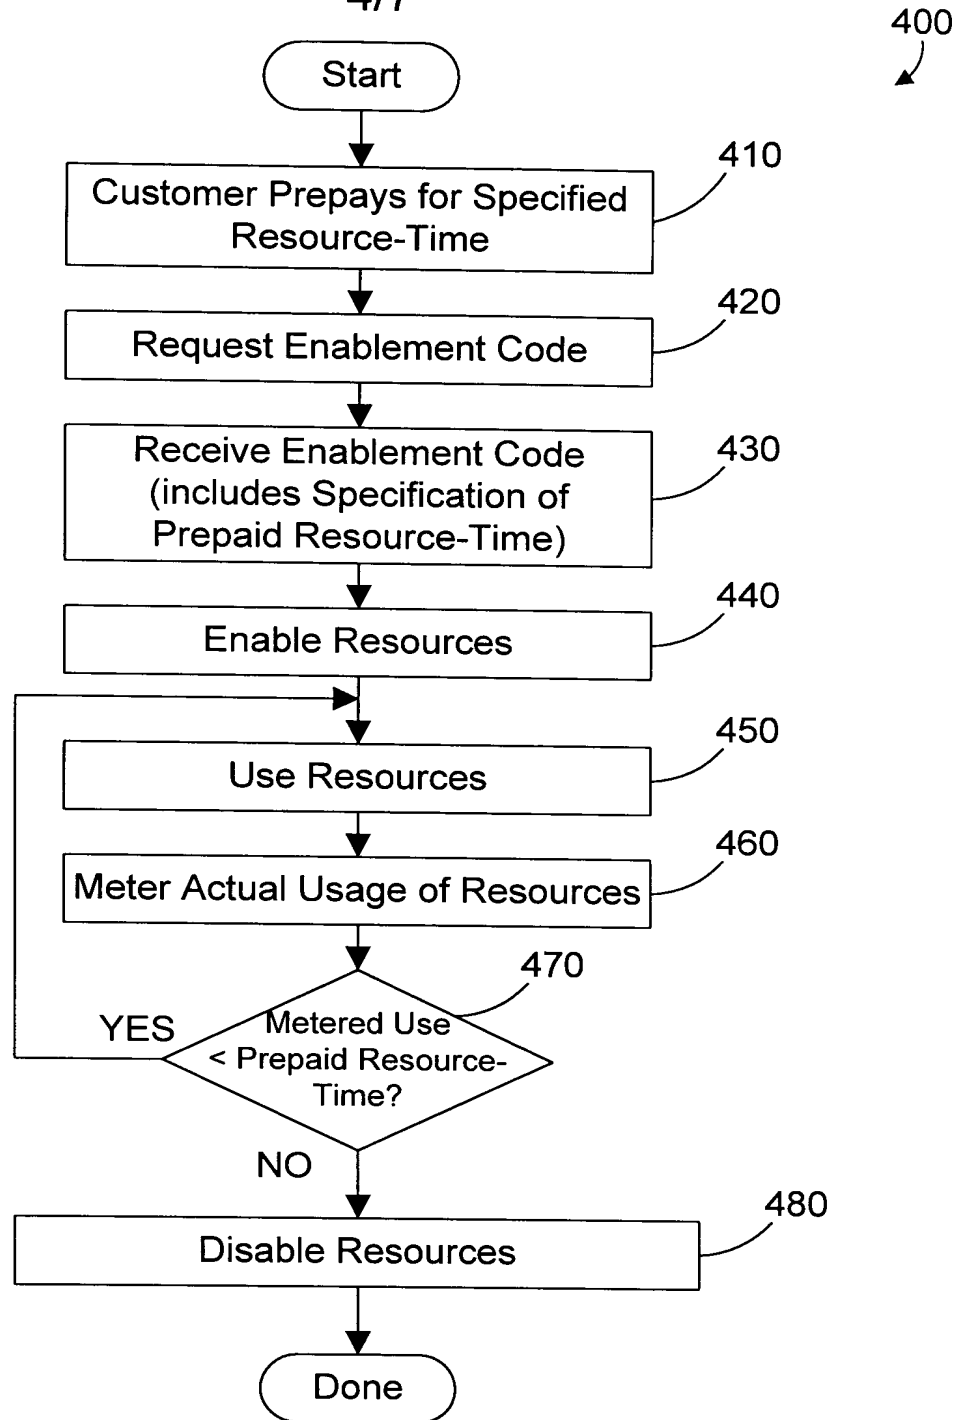 400
Start
410
Customer Prepays for Specified
Resource-Time
420
Request Enablement Code
430
Receive Enablement Code
(includes Specification of
Prepaid Resource-Time)
440
Enable Resources
450
Use Resources
460
Meter Actual Usage of Resources
470
YES
Metered Use
< Prepaid Resource-
Time?
NO
480
Disable Resources
Done